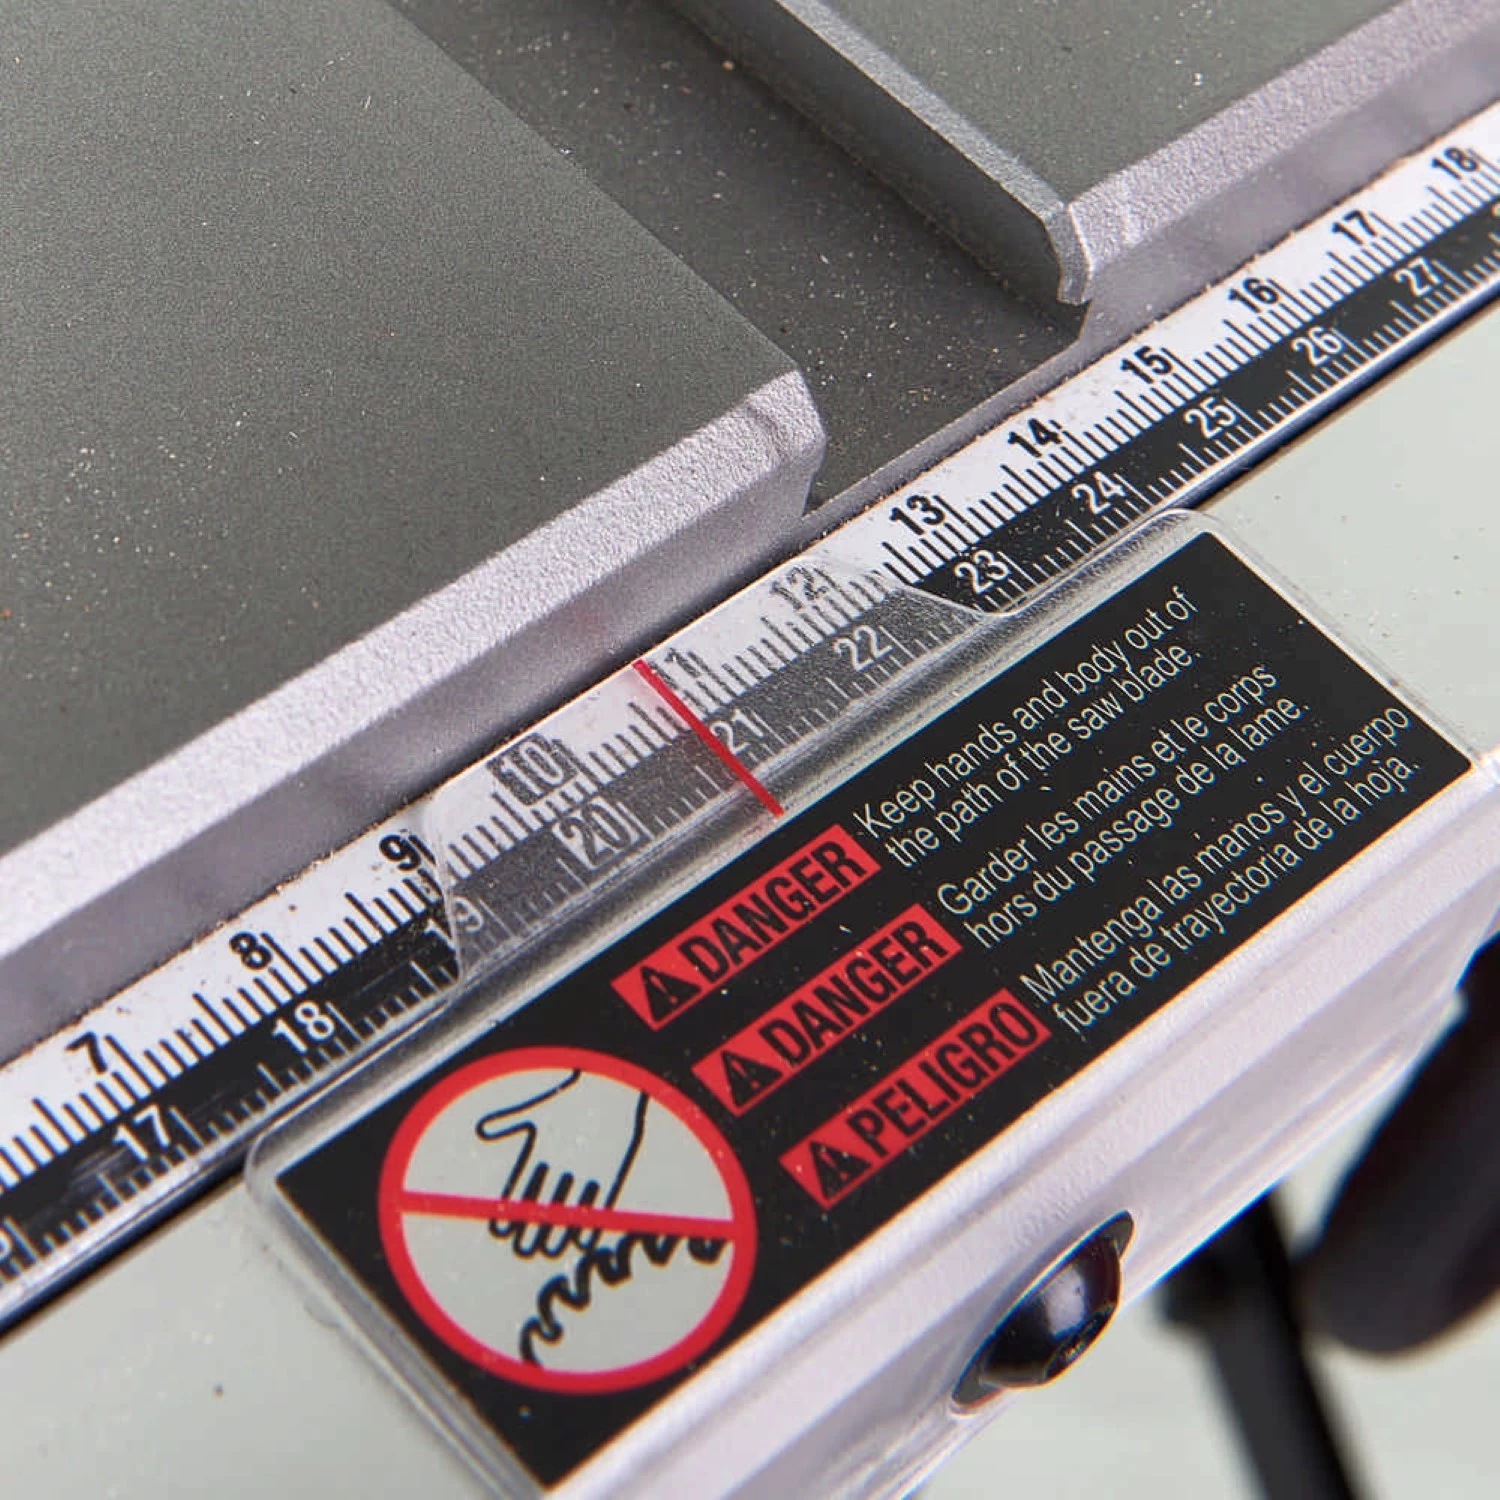 7 8 9 10 11 12 13 14 15 16 17 18
17 18 19 20 21 22 23 24 25 26 27
DANGER
Keep hands and body out of
the path of the saw blade.
DANGER
Garder les mains et le corps
hors du passage de la lame.
PELIGRO
Mantenga las manos y el cuerpo
fuera de trayectoria de la hoja.